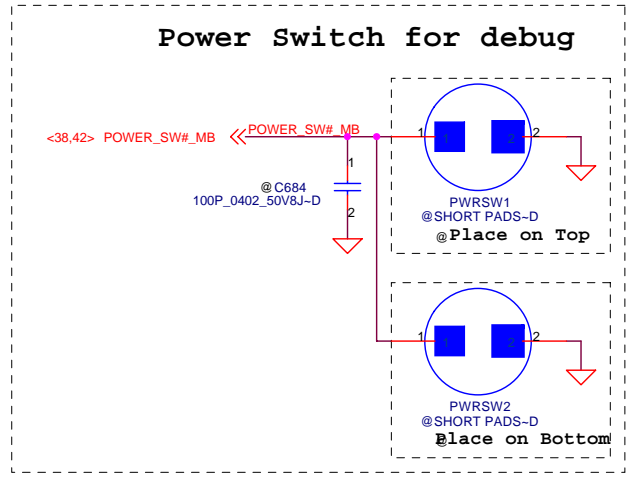 Power Switch for debug
<38,42> POWER_SW#_MB
POWER_SW#_MB
1
1
2
2
1
@ C684
100P_0402_50V8J~D
2
PWRSW1
@SHORT PADS~D
@ Place on Top
1
1
2
2
PWRSW2
@SHORT PADS~D
@Place on Bottom